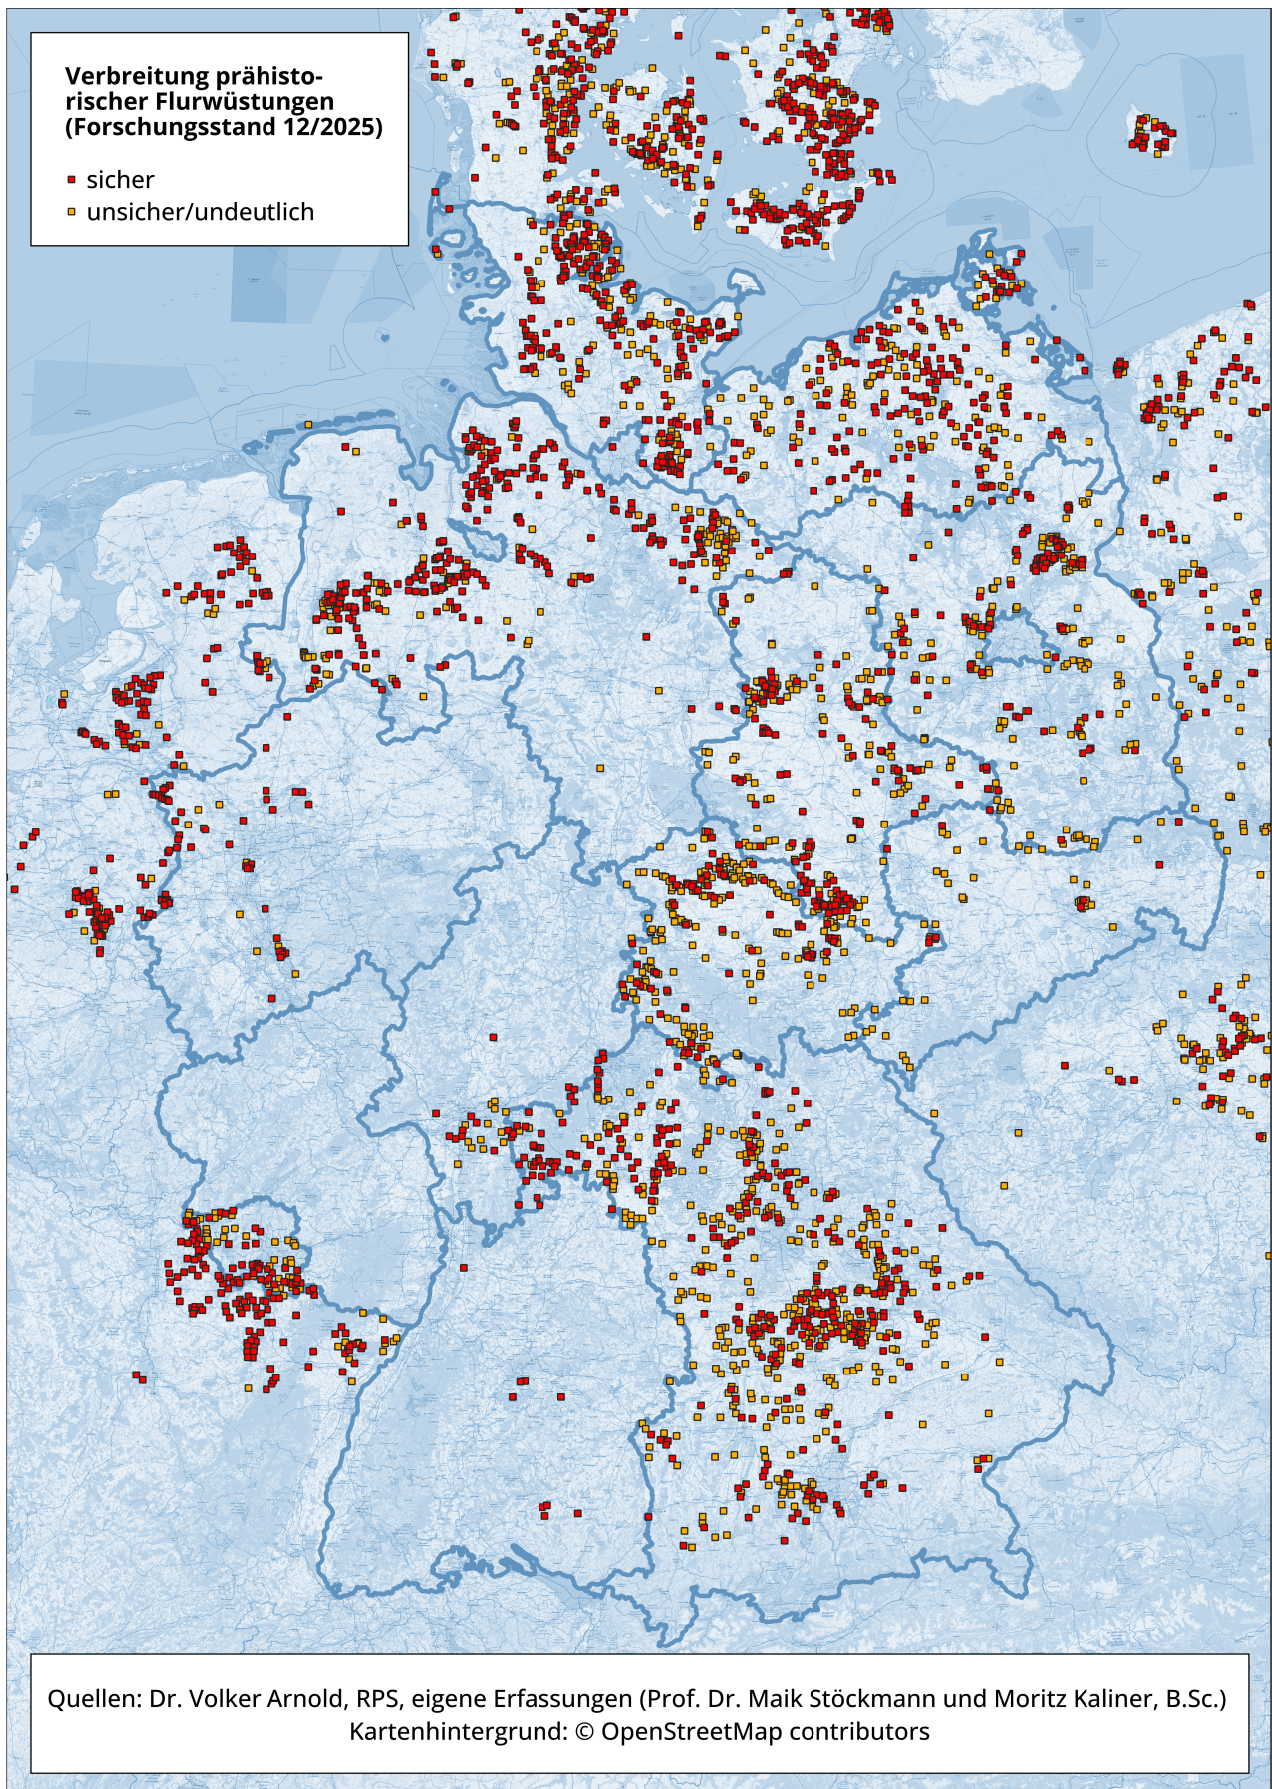 Verbreitung prähisto-
rischer Flurwüstungen
(Forschungsstand 12/2025)
sicher
unsicher/undeutlich
Quellen: Dr. Volker Arnold, RPS, eigene Erfassungen (Prof. Dr. Maik Stöckmann und Moritz Kaliner, B.Sc.)
Kartenhintergrund: © OpenStreetMap contributors